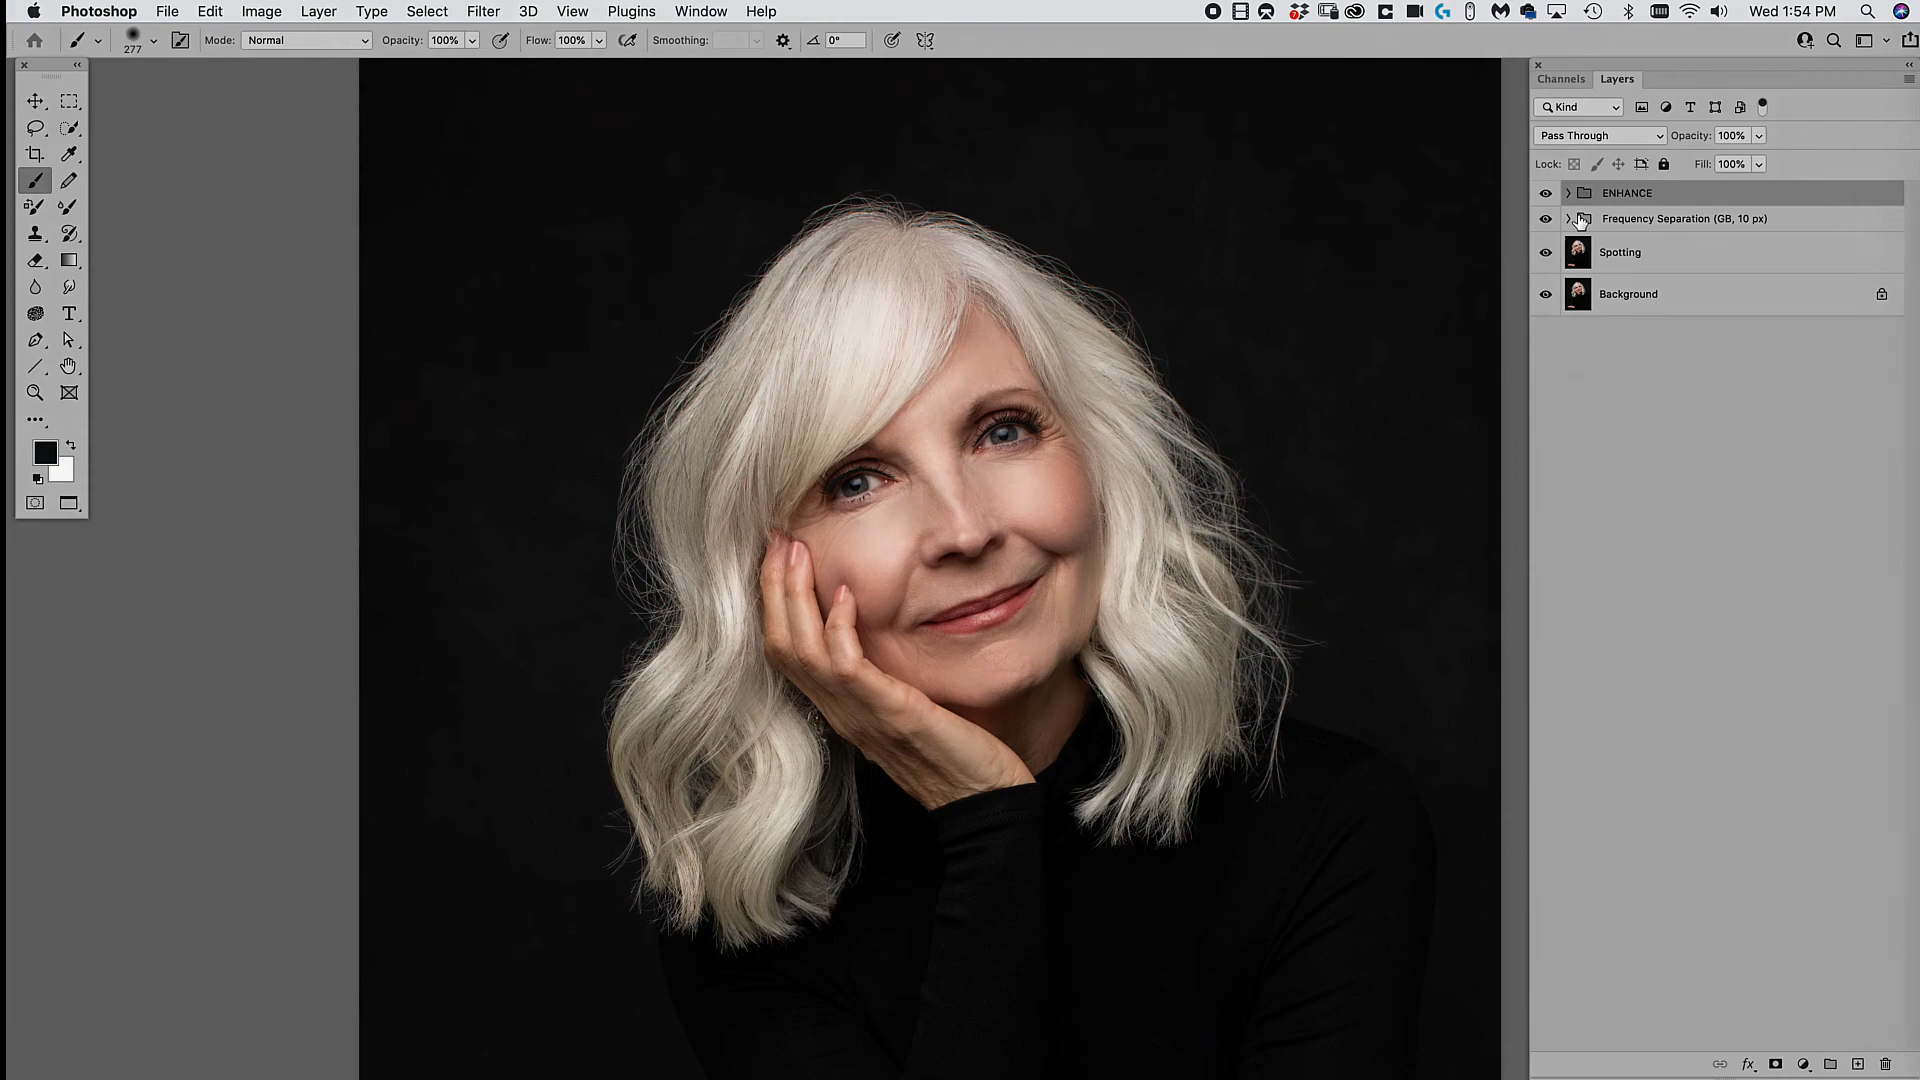 Photoshop File Edit Image Layer Type Select Filter 3D View Plugins Window Help Wed 1:54 PM
277 Mode: Normal Opacity: 100% Flow: 100% Smoothing: 0°
Channels Layers
Kind
Pass Through Opacity: 100%
Lock: Fill: 100%
ENHANCE
Frequency Separation (GB, 10 px)
Spotting
Background